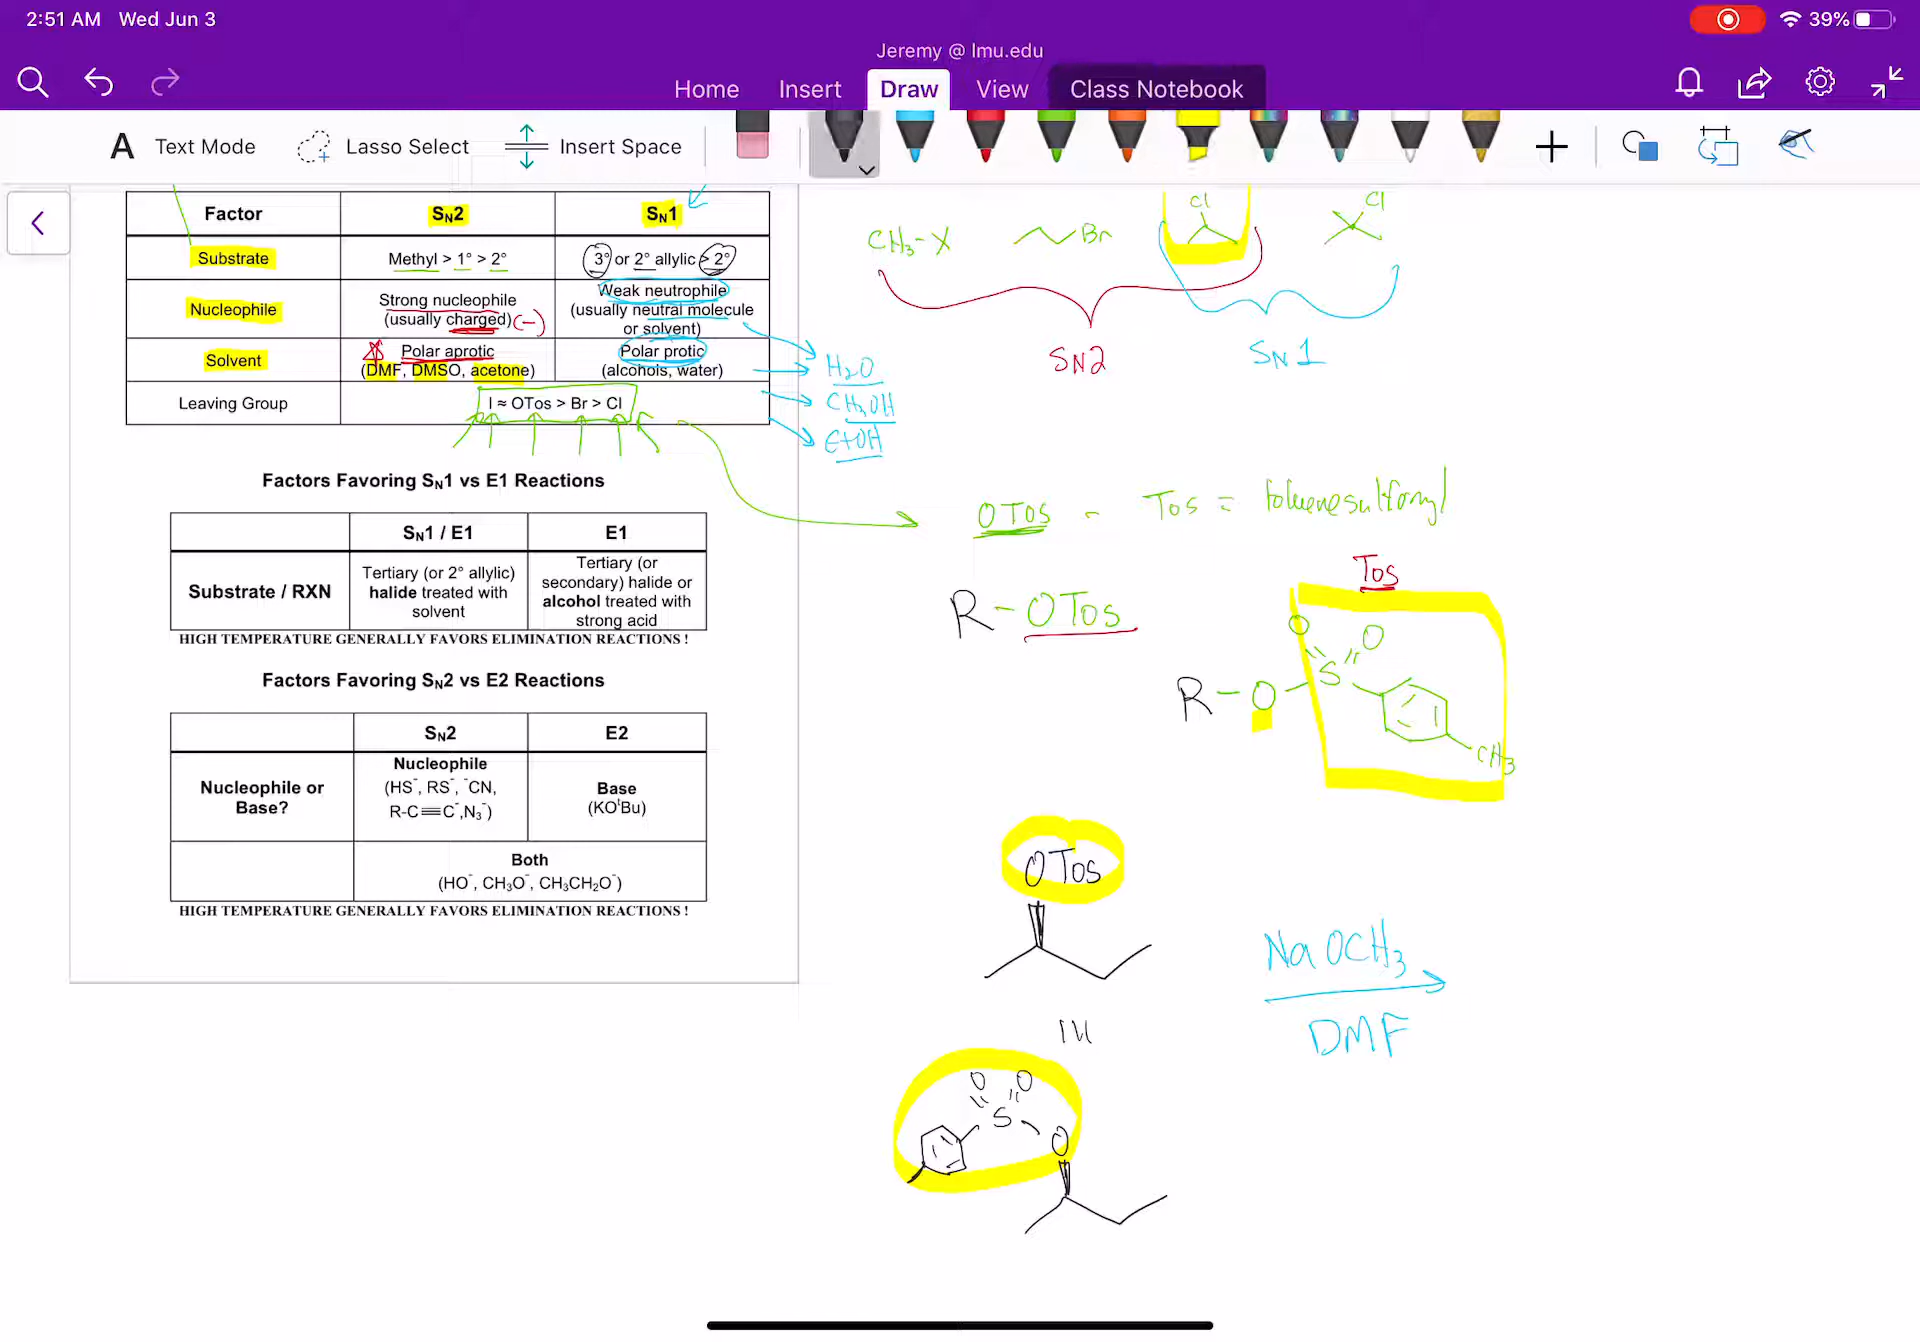 2:51 AM Wed Jun 3
39%
Jeremy @ lmu.edu
Home Insert Draw View Class Notebook
A Text Mode Lasso Select Insert Space
Factor SN2 SN1
Substrate Methyl > 1° > 2° 3° or 2° allylic > 2°
Nucleophile Strong nucleophile (usually charged) (-) Weak neutrophile (usually neutral molecule or solvent)
Solvent Polar aprotic (DMF, DMSO, acetone) Polar protic (alcohols, water)
Leaving Group I ≈ OTos > Br > Cl
H2O
CH3OH
EtOH
CH3-X Br Cl Cl
SN2 SN1
Factors Favoring SN1 vs E1 Reactions
SN1 / E1 E1
Substrate / RXN Tertiary (or 2° allylic) halide treated with solvent Tertiary (or secondary) halide or alcohol treated with strong acid
HIGH TEMPERATURE GENERALLY FAVORS ELIMINATION REACTIONS !
Factors Favoring SN2 vs E2 Reactions
SN2 E2
Nucleophile or Base? Nucleophile (HS⁻, RS⁻, ⁻CN, R-C≡C⁻,N3⁻) Base (KOᵗBu)
Both
(HO⁻, CH3O⁻, CH3CH2O⁻)
HIGH TEMPERATURE GENERALLY FAVORS ELIMINATION REACTIONS !
OTos - Tos = toluenesulfonyl
Tos
R-OTos
O O
R-O S
CH3
OTos
NaOCH3
DMF
O O
S
O